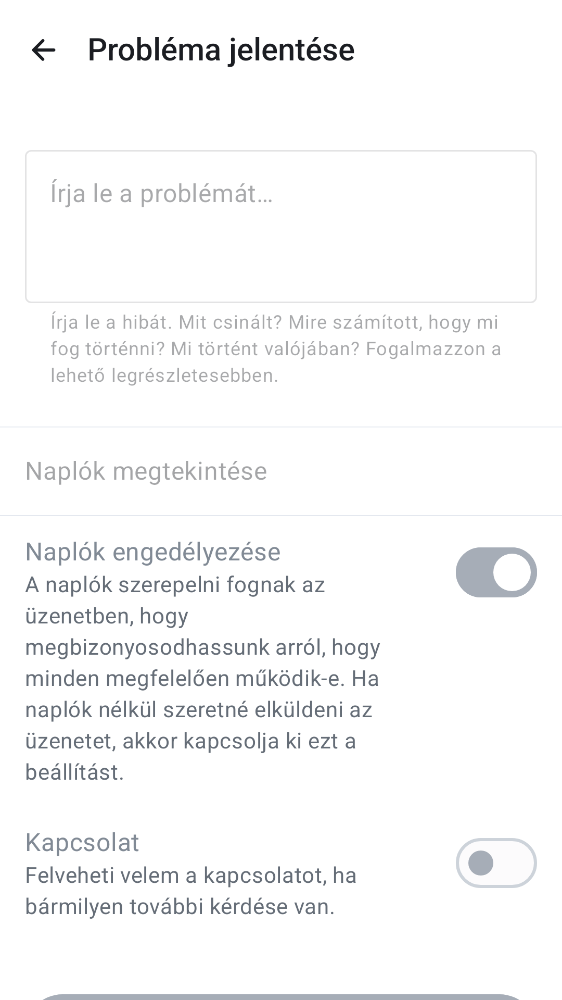 Probléma jelentése
Írja le a problémát…
Írja le a hibát. Mit csinált? Mire számított, hogy mi
fog történni? Mi történt valójában? Fogalmazzon a
lehető legrészletesebben.
Naplók megtekintése
Naplók engedélyezése
A naplók szerepelni fognak az
üzenetben, hogy
megbizonyosodhassunk arról, hogy
minden megfelelően működik-e. Ha
naplók nélkül szeretné elküldeni az
üzenetet, akkor kapcsolja ki ezt a
beállítást.
Kapcsolat
Felveheti velem a kapcsolatot, ha
bármilyen további kérdése van.